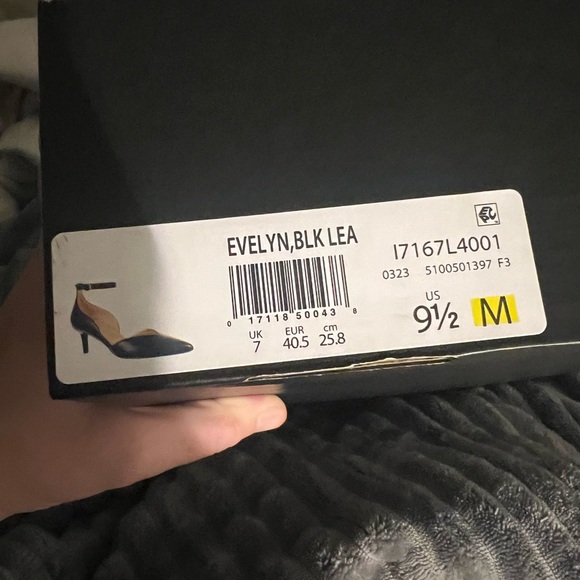 EVELYN,BLK LEA
I7167L4001
0323 5100501397 F3
0 17118 50043 8
UK EUR cm
7 40.5 25.8
US
9½ M